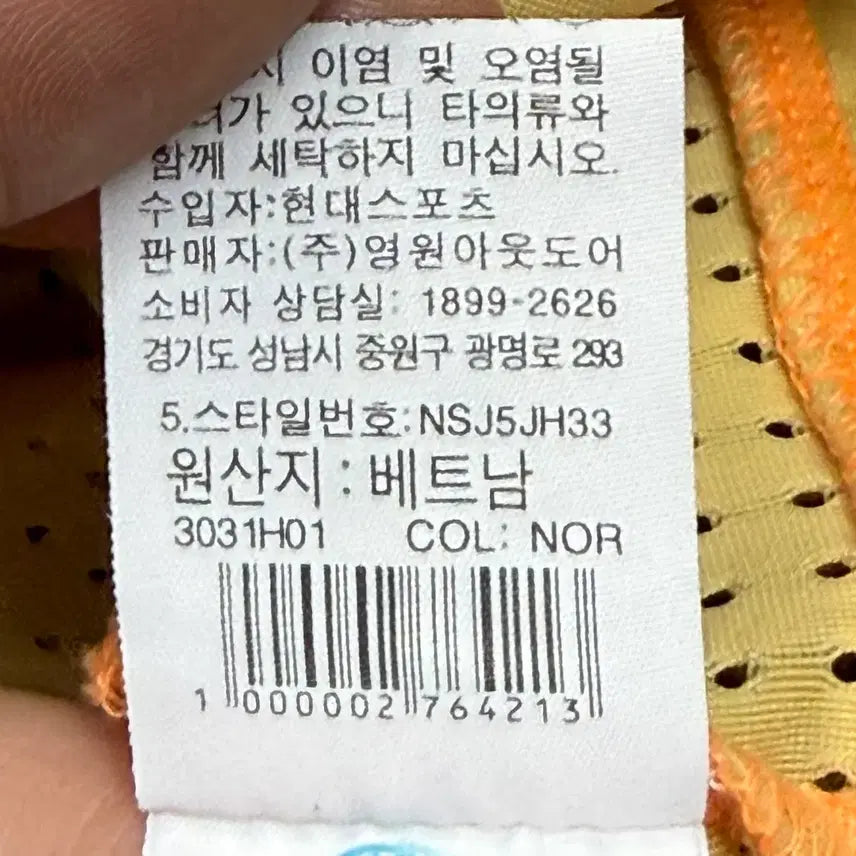 이염 및 오염될
있으니 타의류와
함께 세탁하지 마십시오.
수입자:현대스포츠
판매자:(주)영원아웃도어
소비자 상담실: 1899-2626
경기도 성남시 중원구 광명로 293
5.스타일번호:NSJ5JH33
원산지:베트남
3031H01 COL: NOR
1 000002 764213